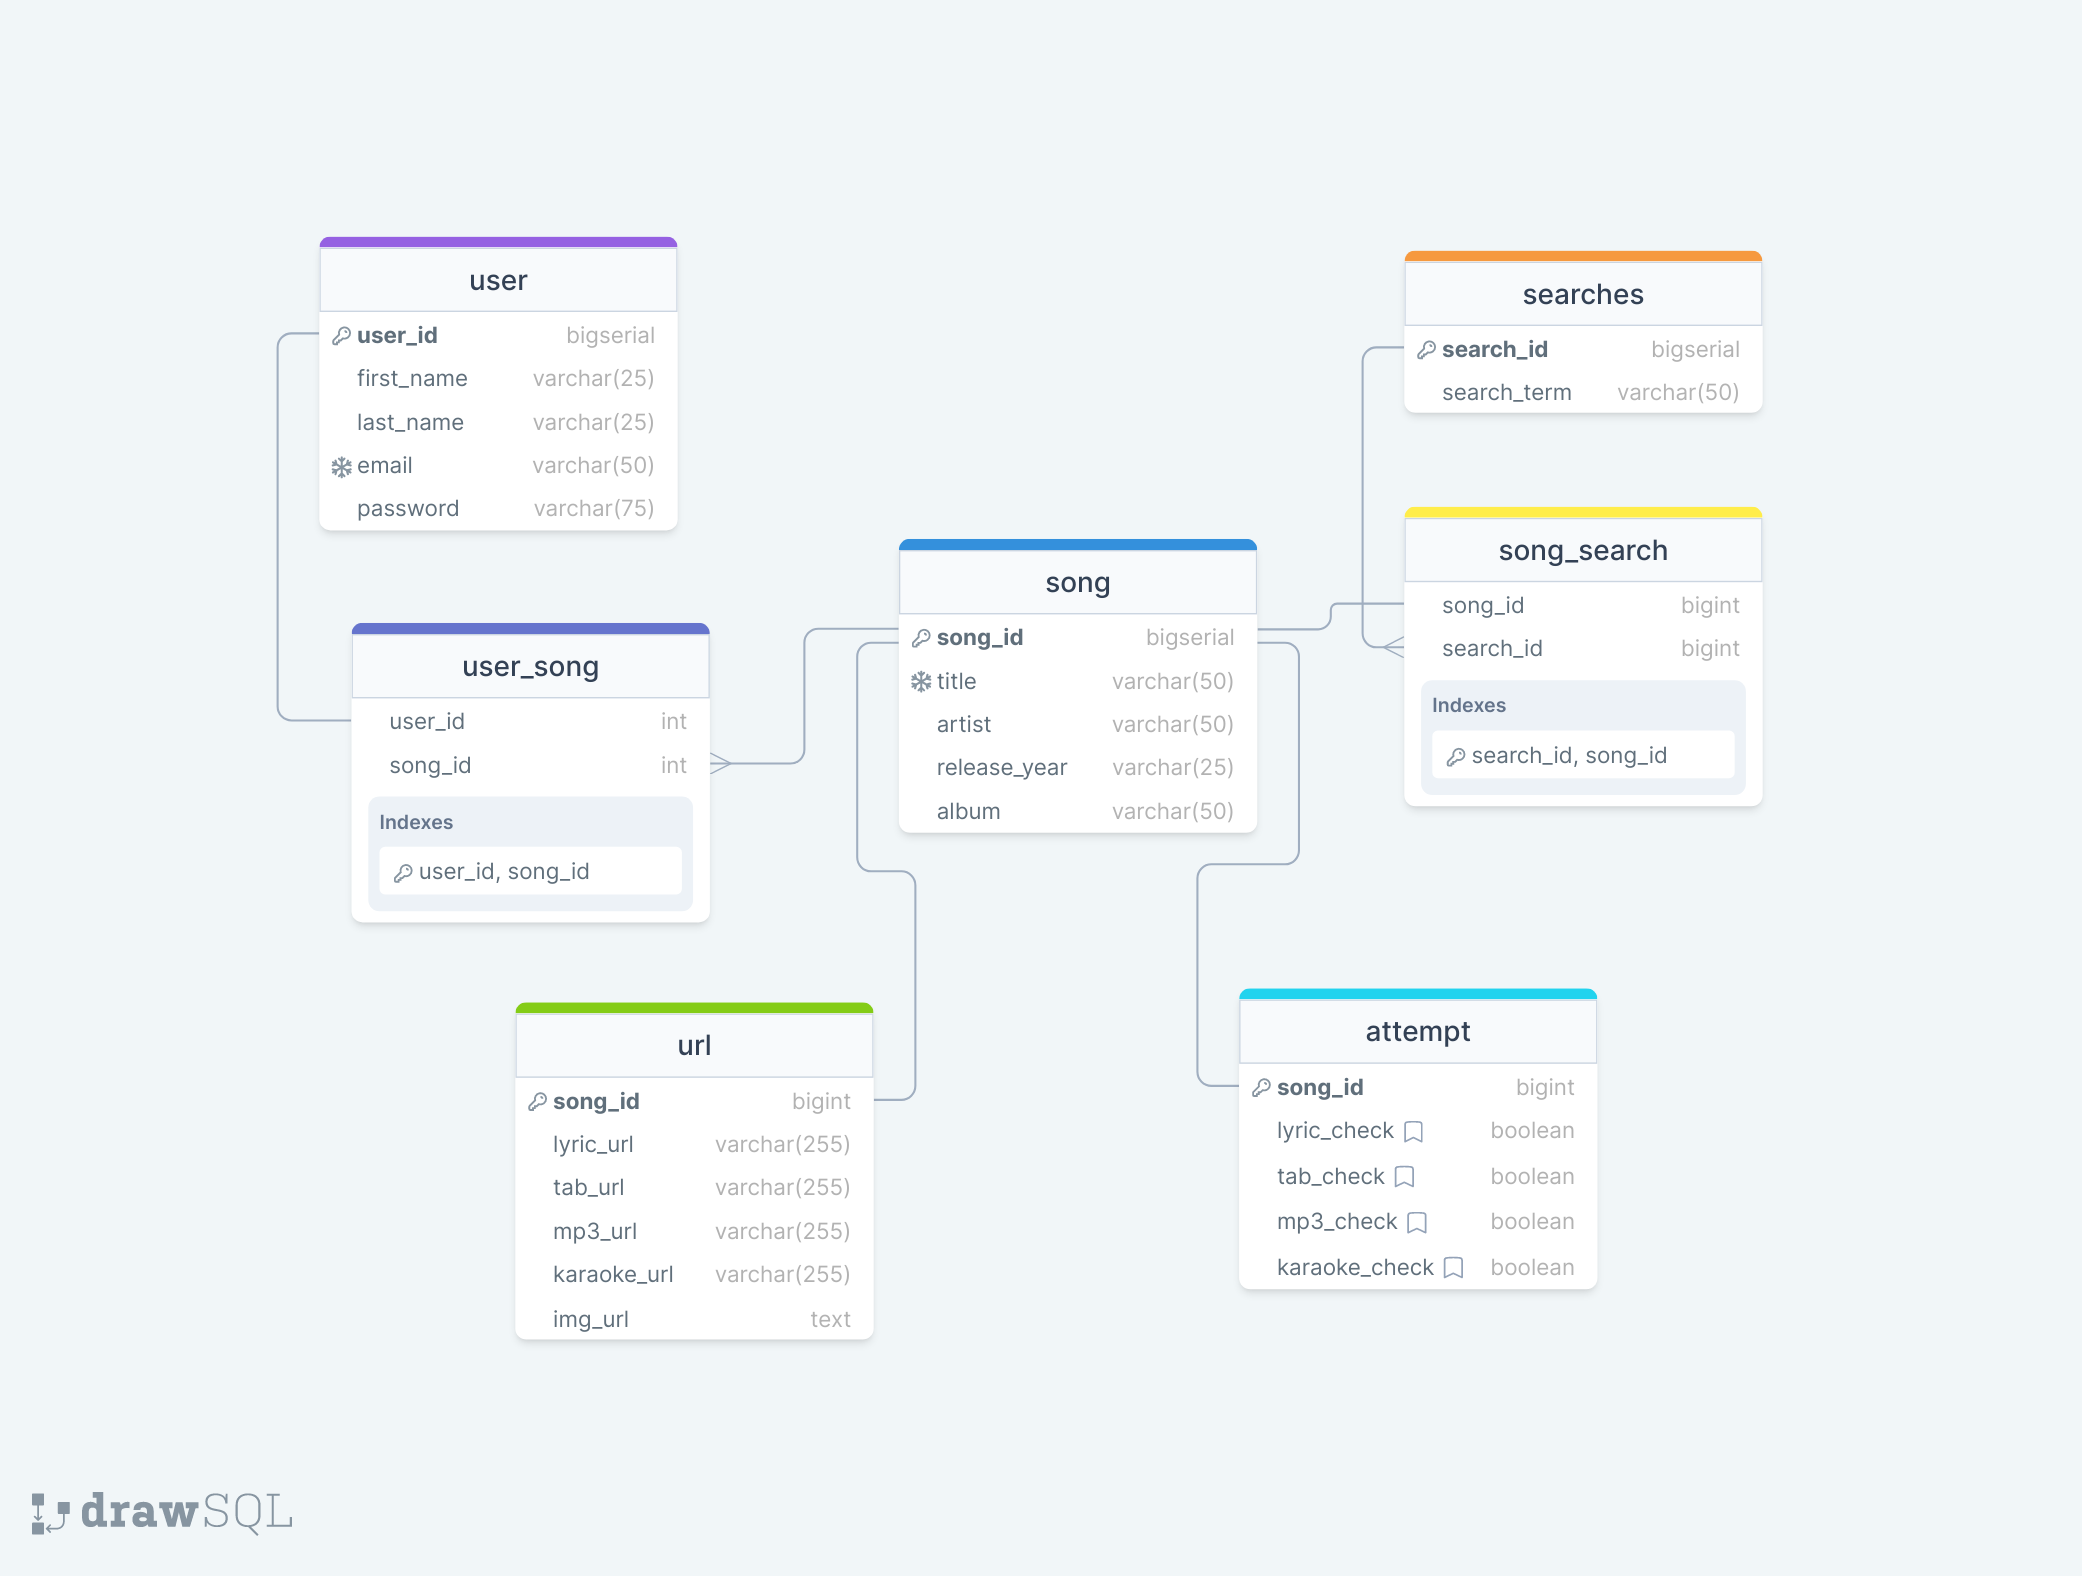 user
user_id bigserial
first_name varchar(25)
last_name varchar(25)
email varchar(50)
password varchar(75)
searches
search_id bigserial
search_term varchar(50)
song_search
song_id bigint
search_id bigint
Indexes
search_id, song_id
song
song_id bigserial
title varchar(50)
artist varchar(50)
release_year varchar(25)
album varchar(50)
user_song
user_id int
song_id int
Indexes
user_id, song_id
url
song_id bigint
lyric_url varchar(255)
tab_url varchar(255)
mp3_url varchar(255)
karaoke_url varchar(255)
img_url text
attempt
song_id bigint
lyric_check boolean
tab_check boolean
mp3_check boolean
karaoke_check boolean
drawSQL